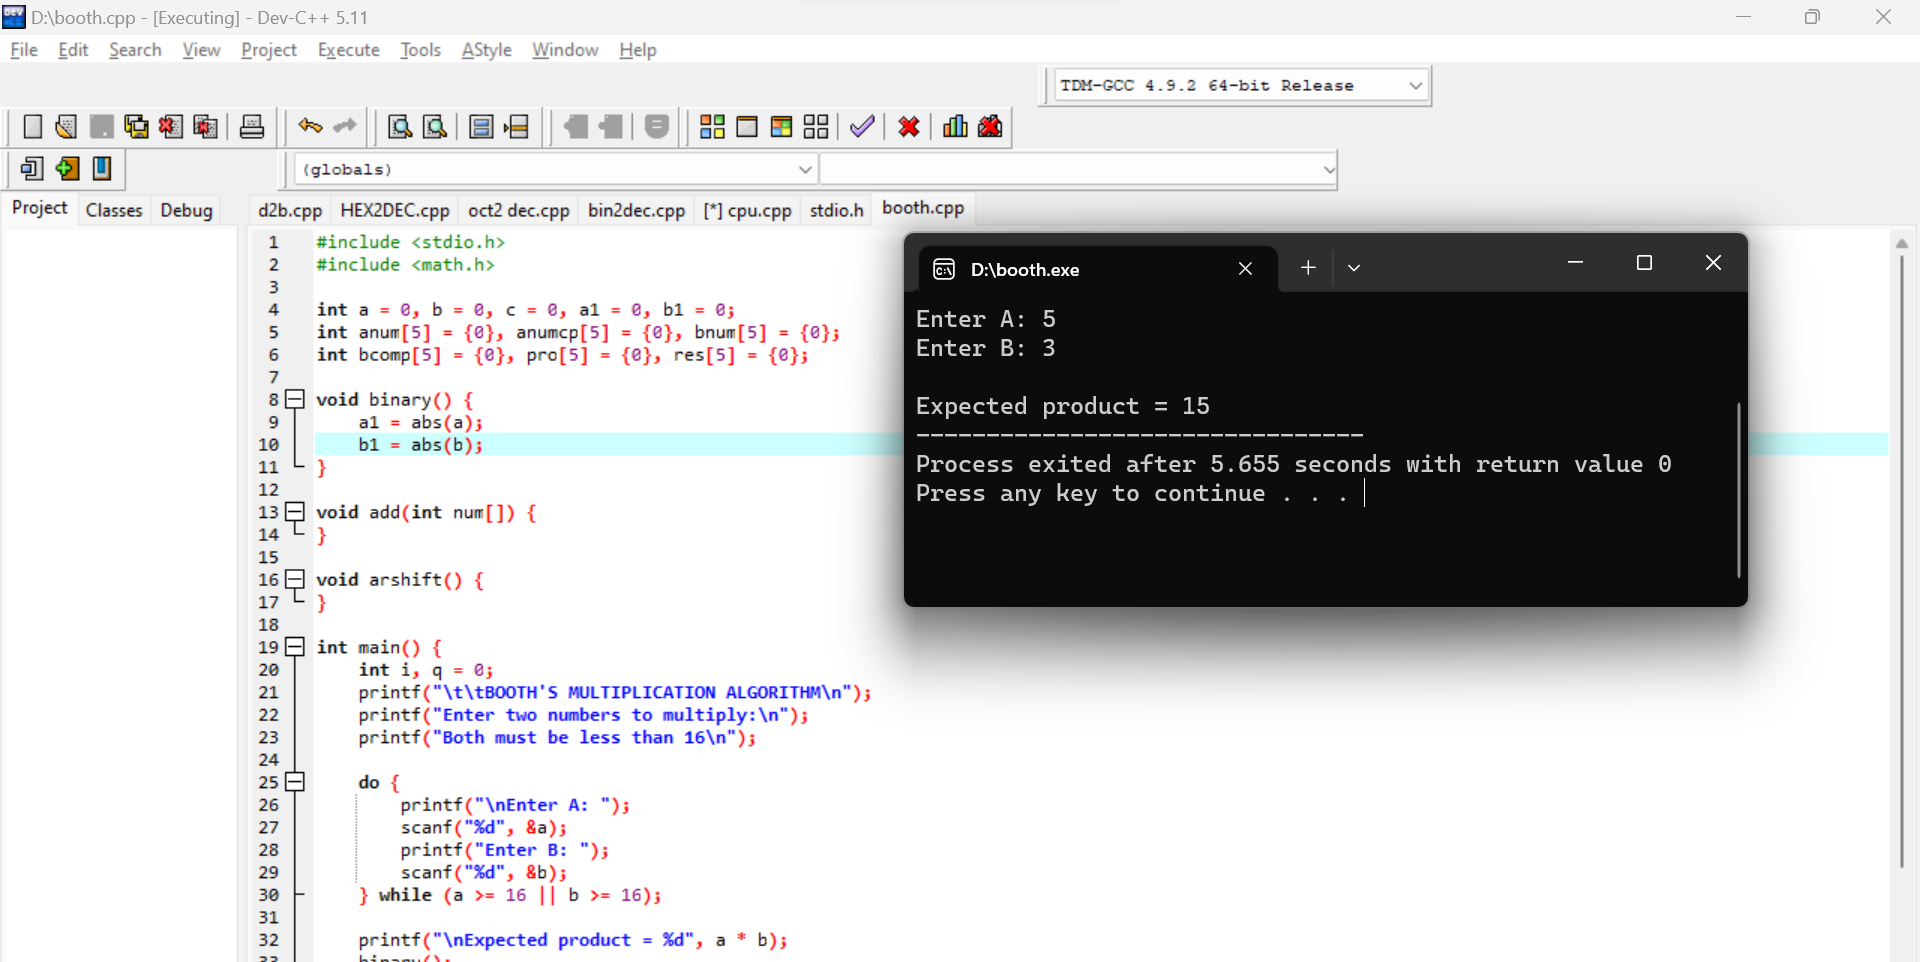 D:\booth.cpp - [Executing] - Dev-C++ 5.11
File Edit Search View Project Execute Tools AStyle Window Help
TDM-GCC 4.9.2 64-bit Release
(globals)
Project Classes Debug
d2b.cpp HEX2DEC.cpp oct2 dec.cpp bin2dec.cpp [*] cpu.cpp stdio.h booth.cpp
1 #include <stdio.h>
2 #include <math.h>
3
4 int a = 0, b = 0, c = 0, a1 = 0, b1 = 0;
5 int anum[5] = {0}, anumcp[5] = {0}, bnum[5] = {0};
6 int bcomp[5] = {0}, pro[5] = {0}, res[5] = {0};
7
8 void binary() {
9 a1 = abs(a);
10 b1 = abs(b);
11 }
12
13 void add(int num[]) {
14 }
15
16 void arshift() {
17 }
18
19 int main() {
20 int i, q = 0;
21 printf("\t\tBOOTH'S MULTIPLICATION ALGORITHM\n");
22 printf("Enter two numbers to multiply:\n");
23 printf("Both must be less than 16\n");
24
25 do {
26 printf("\nEnter A: ");
27 scanf("%d", &a);
28 printf("Enter B: ");
29 scanf("%d", &b);
30 } while (a >= 16 || b >= 16);
31
32 printf("\nExpected product = %d", a * b);
33 binary();
D:\booth.exe
Enter A: 5
Enter B: 3
Expected product = 15
--------------------------------
Process exited after 5.655 seconds with return value 0
Press any key to continue . . .